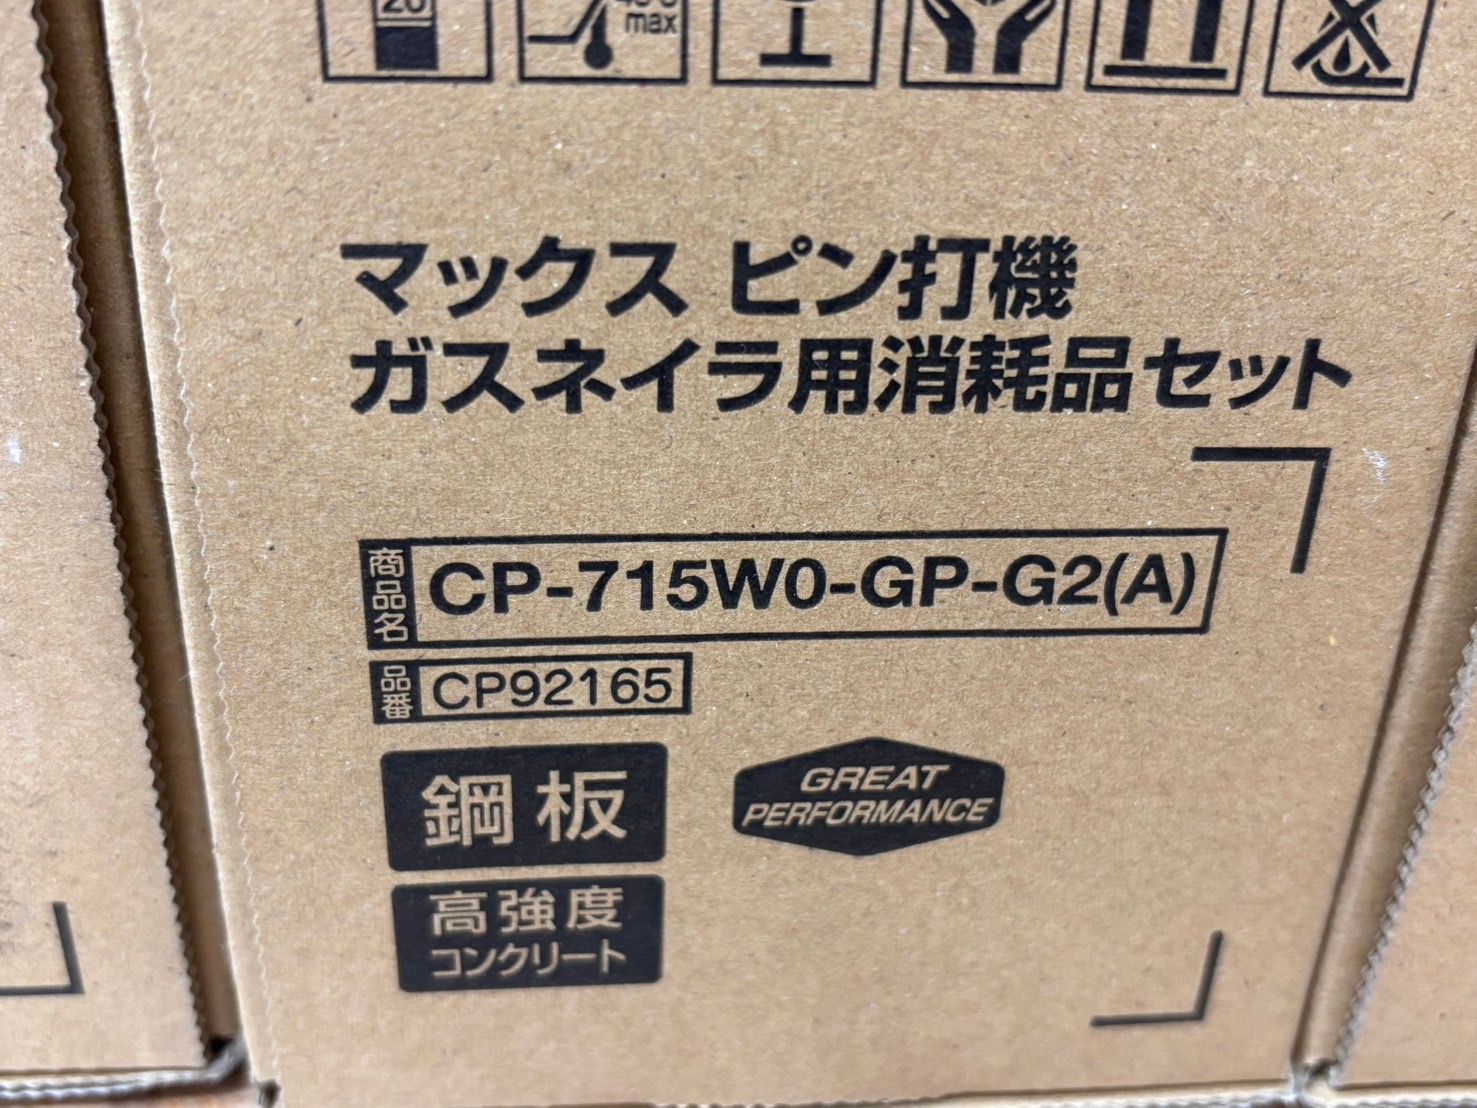 20
max
マックス ピン打機
ガスネイラ用消耗品セット
商品名 CP-715W0-GP-G2(A)
品番 CP92165
鋼板
GREAT
PERFORMANCE
高強度
コンクリート